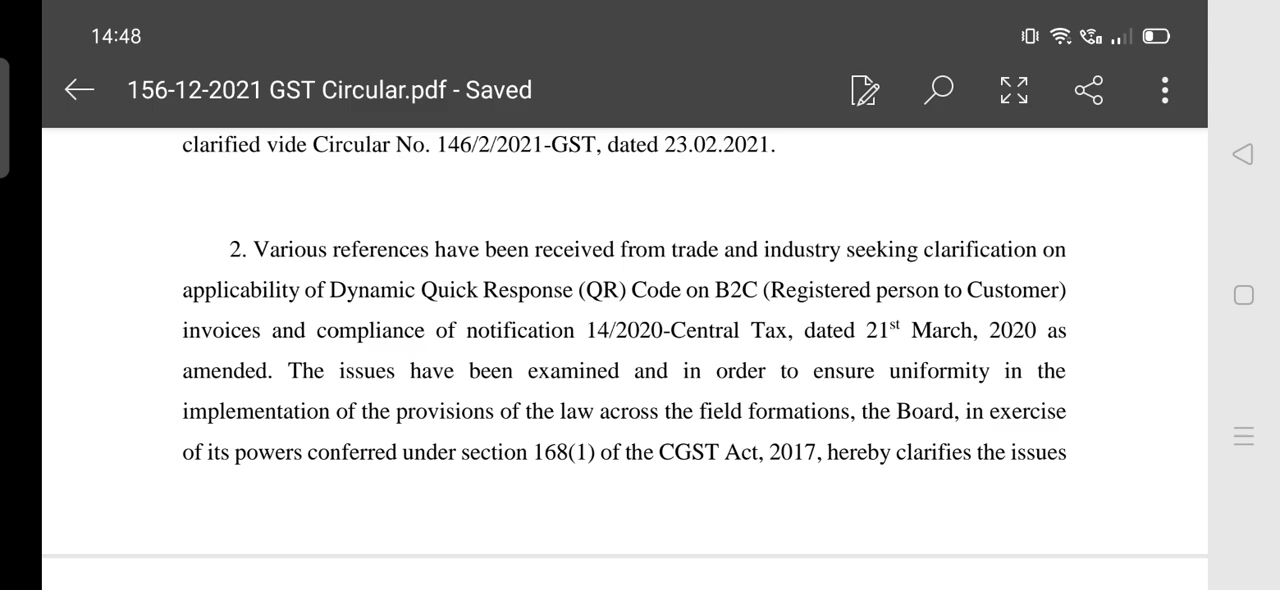 14:48
156-12-2021 GST Circular.pdf - Saved
clarified vide Circular No. 146/2/2021-GST, dated 23.02.2021.
2. Various references have been received from trade and industry seeking clarification on
applicability of Dynamic Quick Response (QR) Code on B2C (Registered person to Customer)
invoices and compliance of notification 14/2020-Central Tax, dated 21st March, 2020 as
amended. The issues have been examined and in order to ensure uniformity in the
implementation of the provisions of the law across the field formations, the Board, in exercise
of its powers conferred under section 168(1) of the CGST Act, 2017, hereby clarifies the issues